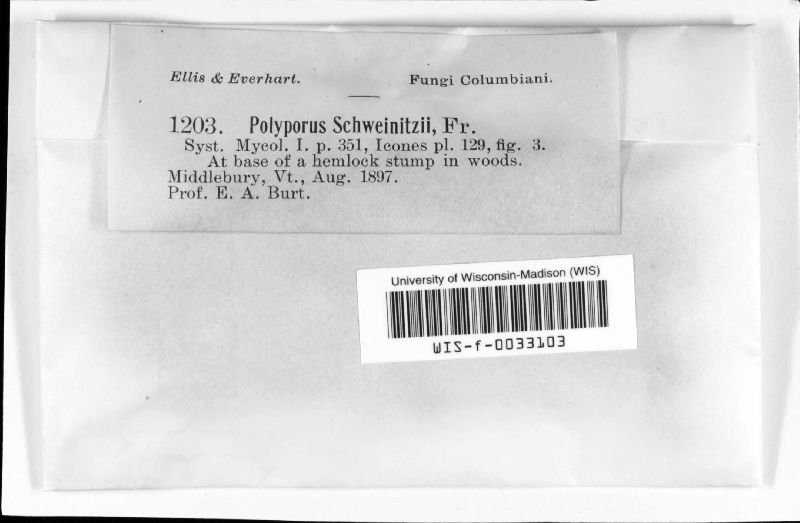 Ellis & Everhart. Fungi Columbiani.
1203. Polyporus Schweinitzii, Fr.
Syst. Mycol. I. p. 351, Icones pl. 129, fig. 3.
At base of a hemlock stump in woods.
Middlebury, Vt., Aug. 1897.
Prof. E. A. Burt.
University of Wisconsin-Madison (WIS)
WIS-f-0033103